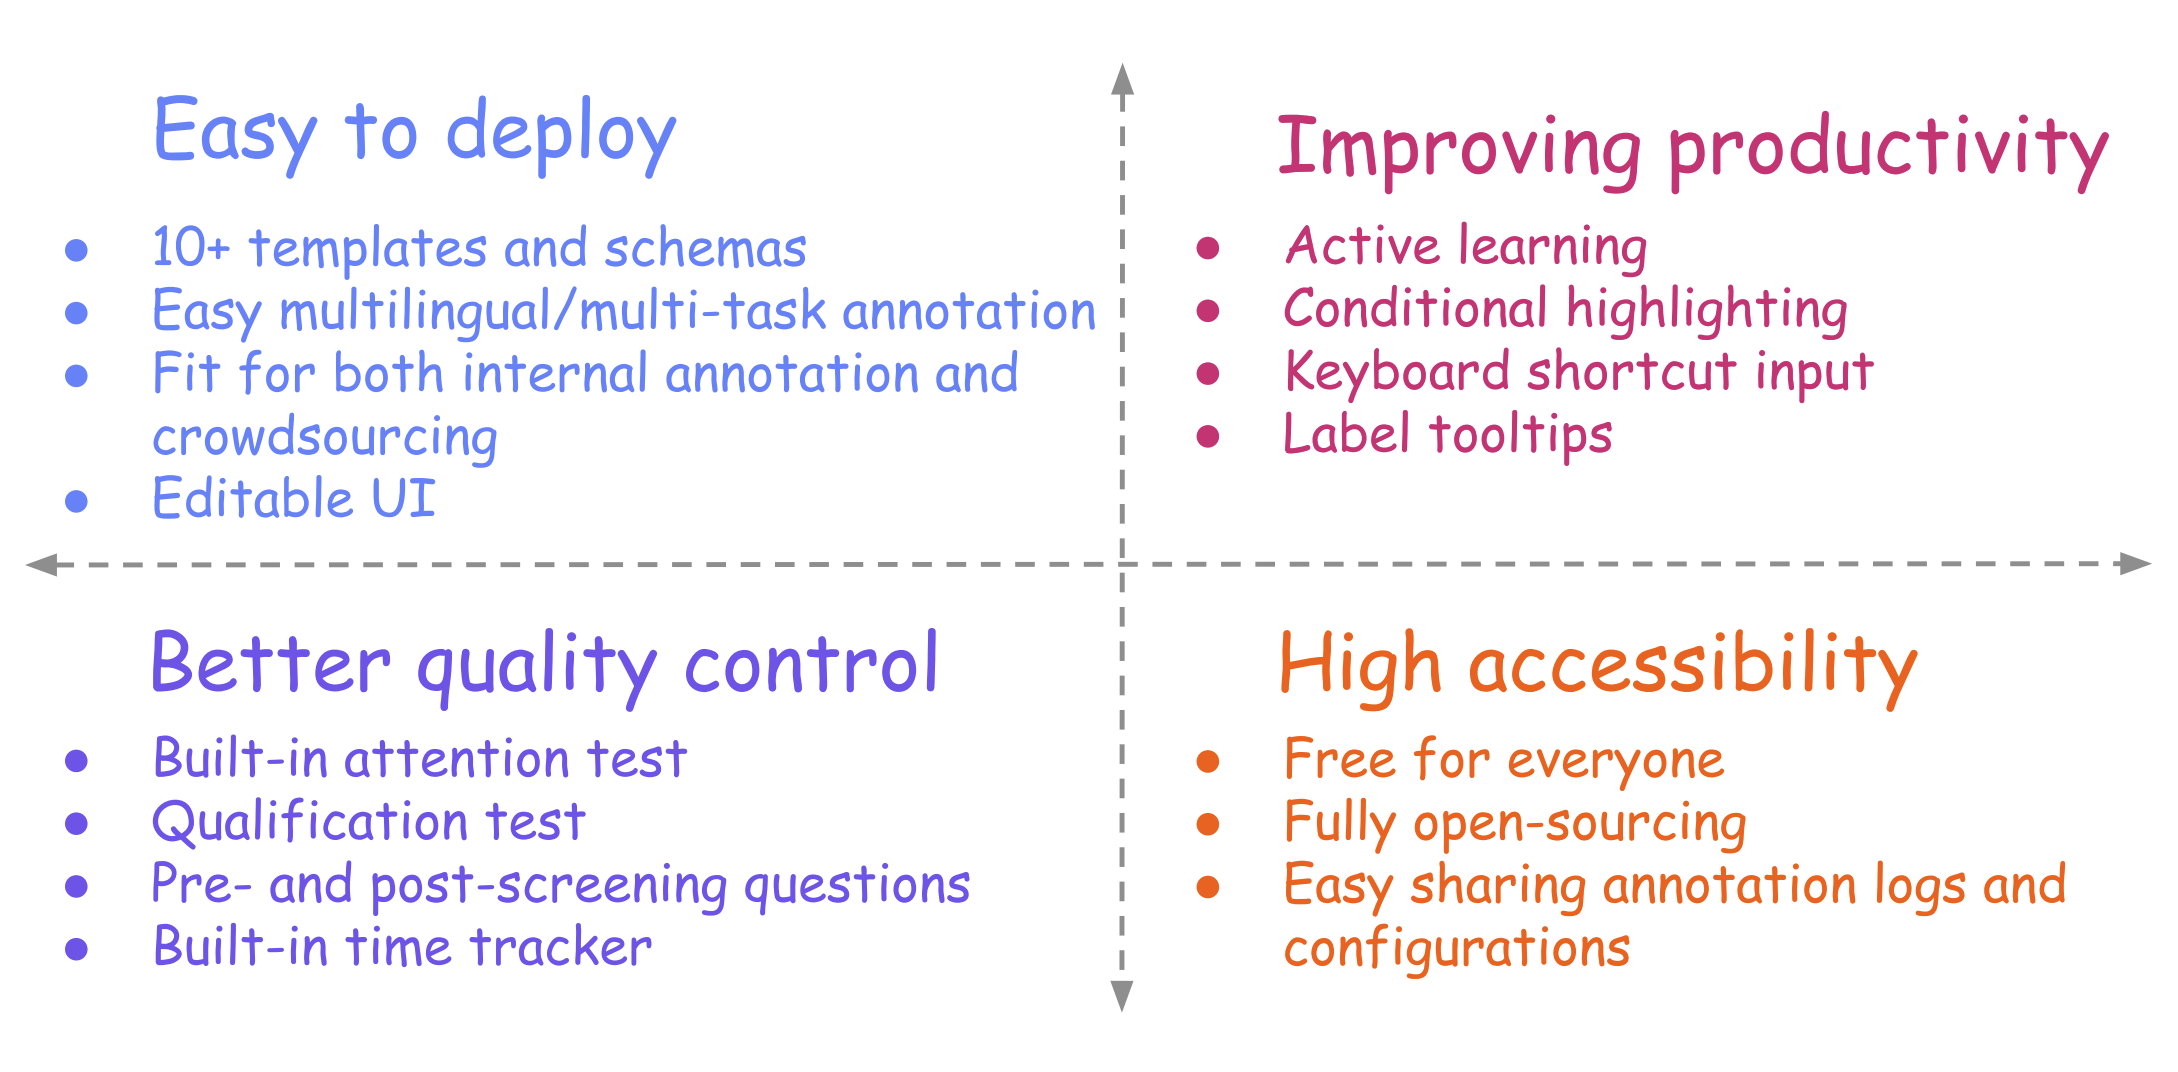 Easy to deploy
● 10+ templates and schemas
● Easy multilingual/multi-task annotation
● Fit for both internal annotation and
crowdsourcing
● Editable UI
Improving productivity
● Active learning
● Conditional highlighting
● Keyboard shortcut input
● Label tooltips
Better quality control
● Built-in attention test
● Qualification test
● Pre- and post-screening questions
● Built-in time tracker
High accessibility
● Free for everyone
● Fully open-sourcing
● Easy sharing annotation logs and
configurations